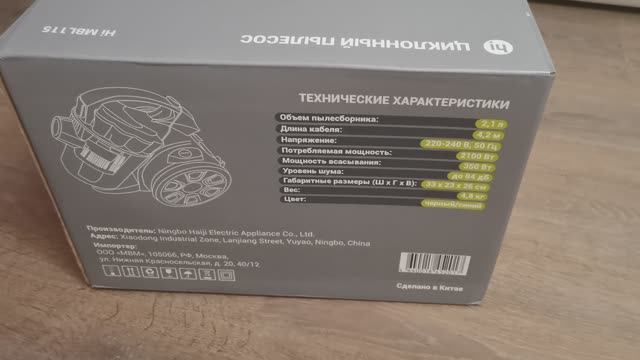 Hi MBL115
ЦИКЛОННЫЙ ПЫЛЕСОС
hi
ТЕХНИЧЕСКИЕ ХАРАКТЕРИСТИКИ
Объем пылесборника: 2,1 л
Длина кабеля: 4,2 м
Напряжение: 220-240 В, 50 Гц
Потребляемая мощность: 2100 Вт
Мощность всасывания: 350 Вт
Уровень шума: до 84 дБ
Габаритные размеры (Ш х Г х В): 33 х 23 х 26 см
Вес: 4,8 кг
Цвет: черный/синий
Производитель: Ningbo Haiji Electric Appliance Co., Ltd.
Адрес: Xiaodong Industrial Zone, Lanjiang Street, Yuyao, Ningbo, China
Импортер:
ООО «МВМ», 105066, РФ, Москва,
ул. Нижняя Красносельская, д. 20, 40/12
Сделано в Китае